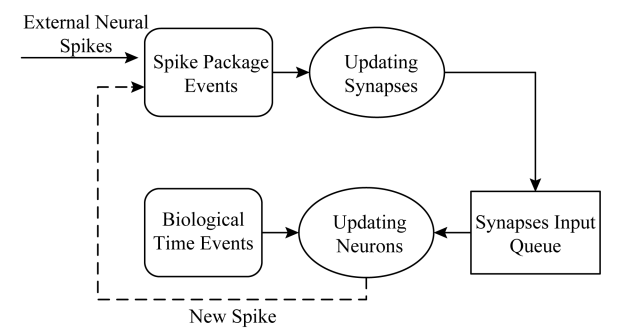 External Neural
Spikes
Spike Package
Events
Updating
Synapses
Biological
Time Events
Updating
Neurons
Synapses Input
Queue
New Spike